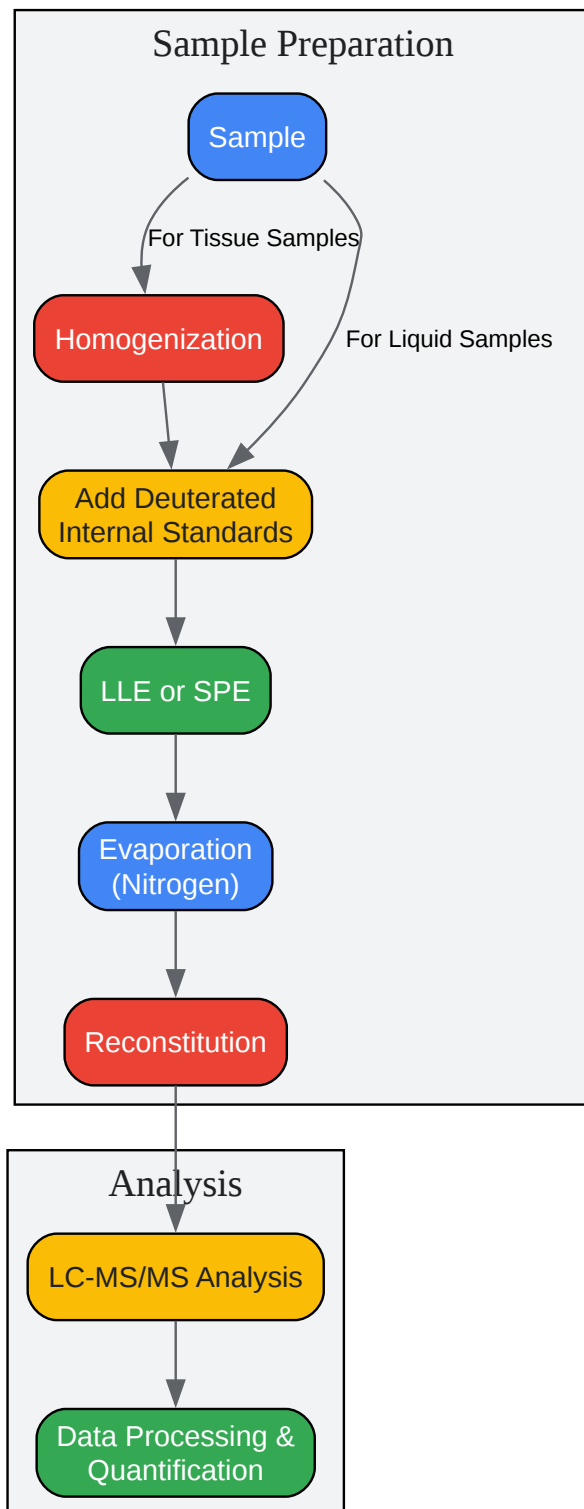 Sample Preparation
Sample
For Tissue Samples
Homogenization
For Liquid Samples
Add Deuterated
Internal Standards
LLE or SPE
Evaporation
(Nitrogen)
Reconstitution
Analysis
LC-MS/MS Analysis
Data Processing &
Quantification